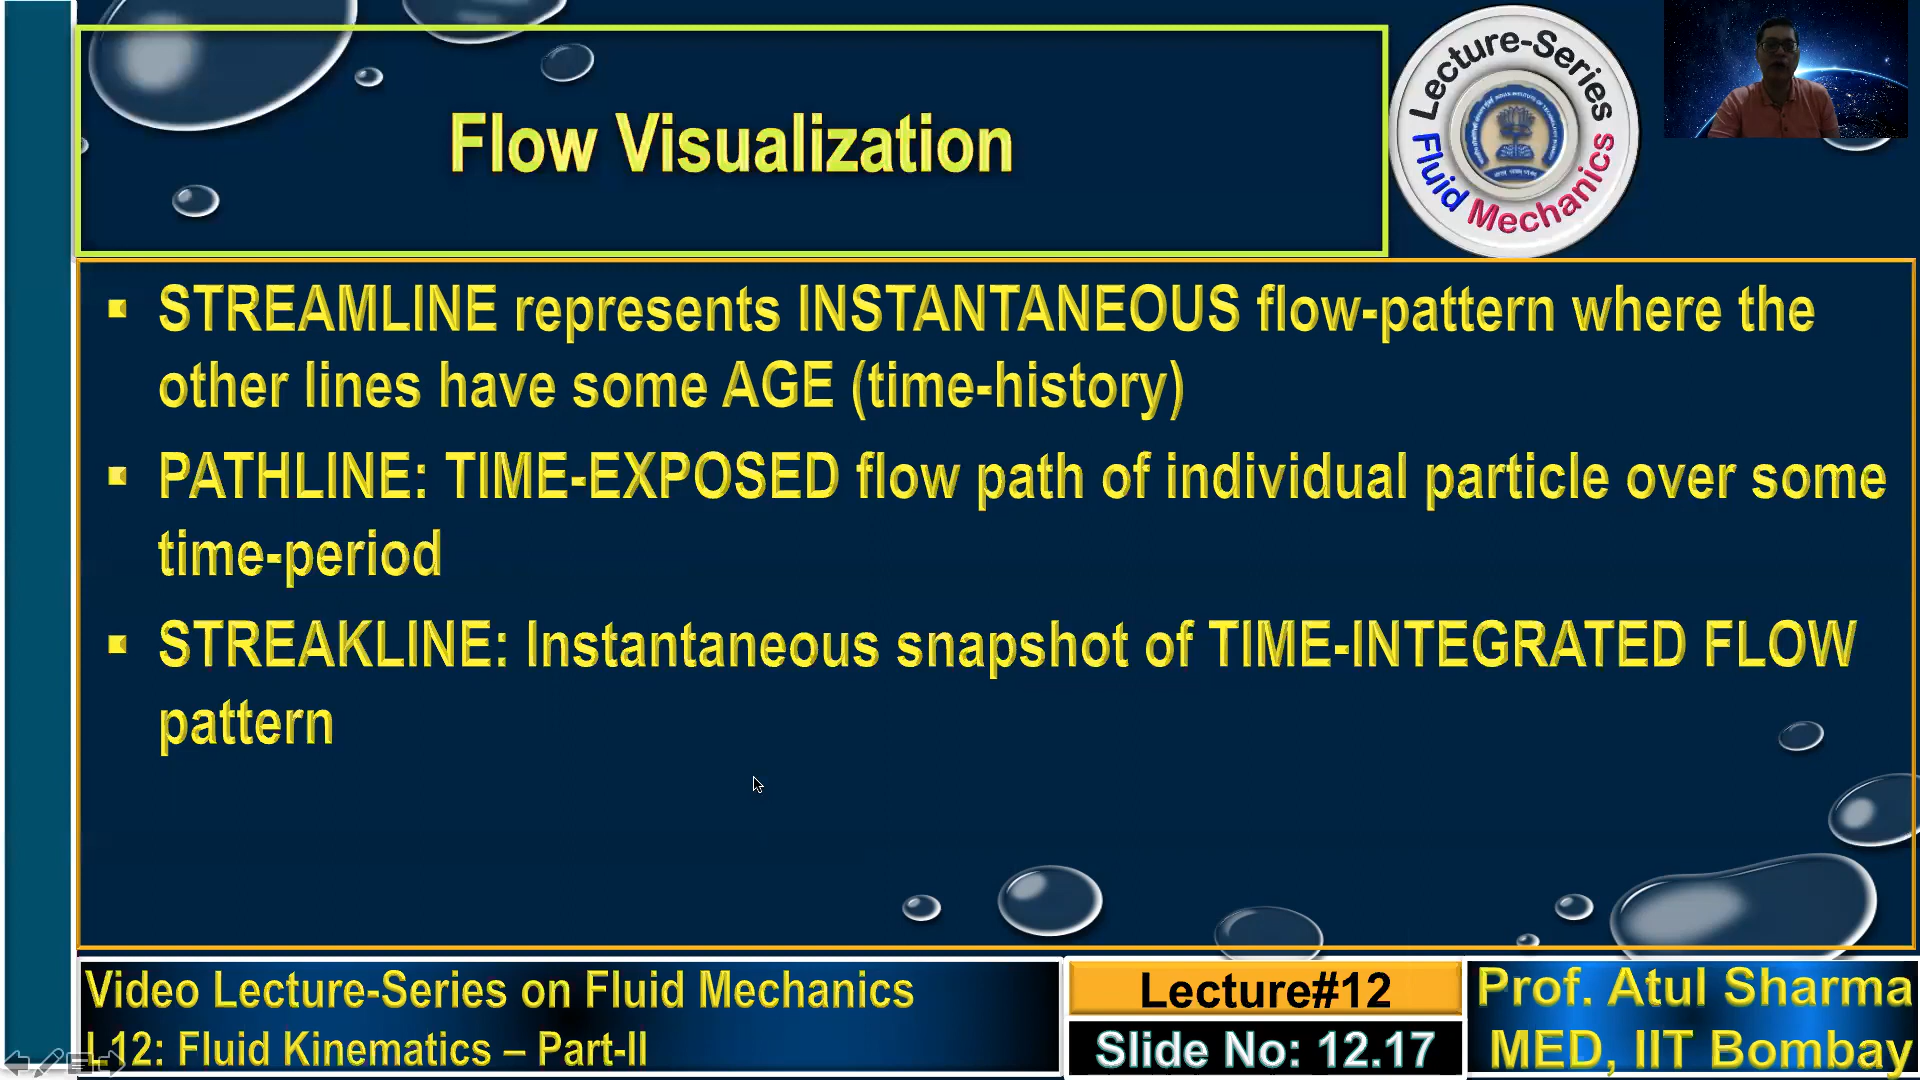 Flow Visualization
Lecture-Series
Fluid Mechanics
▪ STREAMLINE represents INSTANTANEOUS flow-pattern where the
other lines have some AGE (time-history)
▪ PATHLINE: TIME-EXPOSED flow path of individual particle over some
time-period
▪ STREAKLINE: Instantaneous snapshot of TIME-INTEGRATED FLOW
pattern
Video Lecture-Series on Fluid Mechanics
L12: Fluid Kinematics – Part-II
Lecture#12
Slide No: 12.17
Prof. Atul Sharma
MED, IIT Bombay